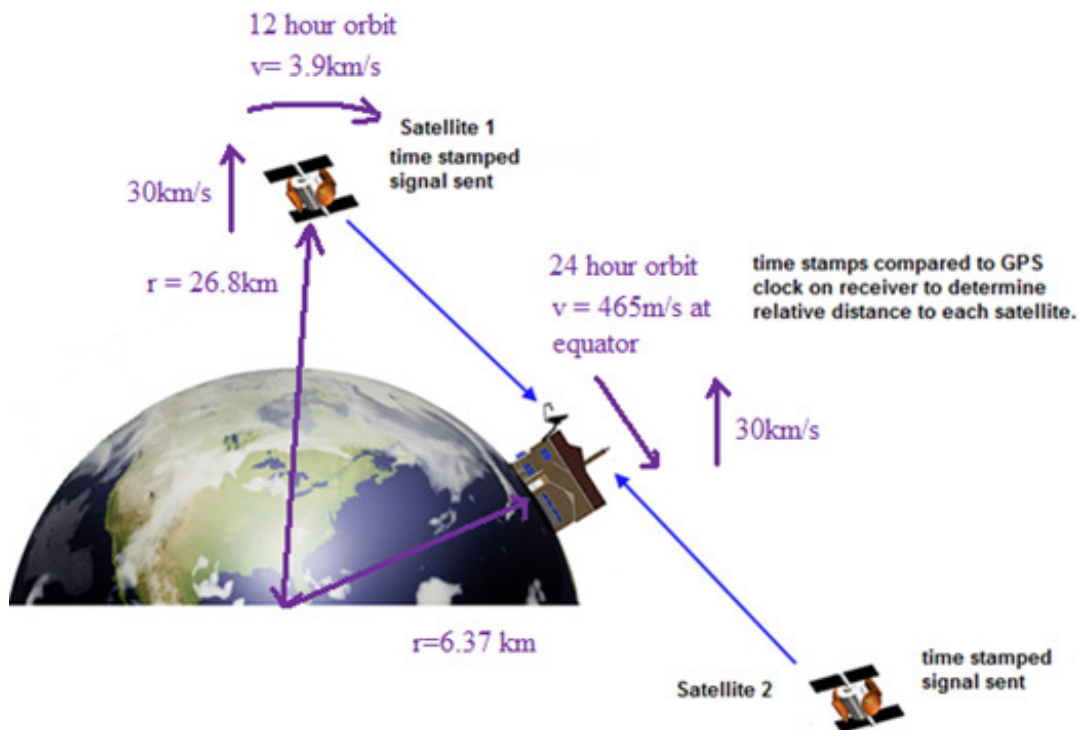 12 hour orbit
v= 3.9km/s
Satellite 1
time stamped
signal sent
30km/s
r = 26.8km
24 hour orbit
v = 465m/s at
equator
time stamps compared to GPS
clock on receiver to determine
relative distance to each satellite.
30km/s
r=6.37 km
Satellite 2
time stamped
signal sent